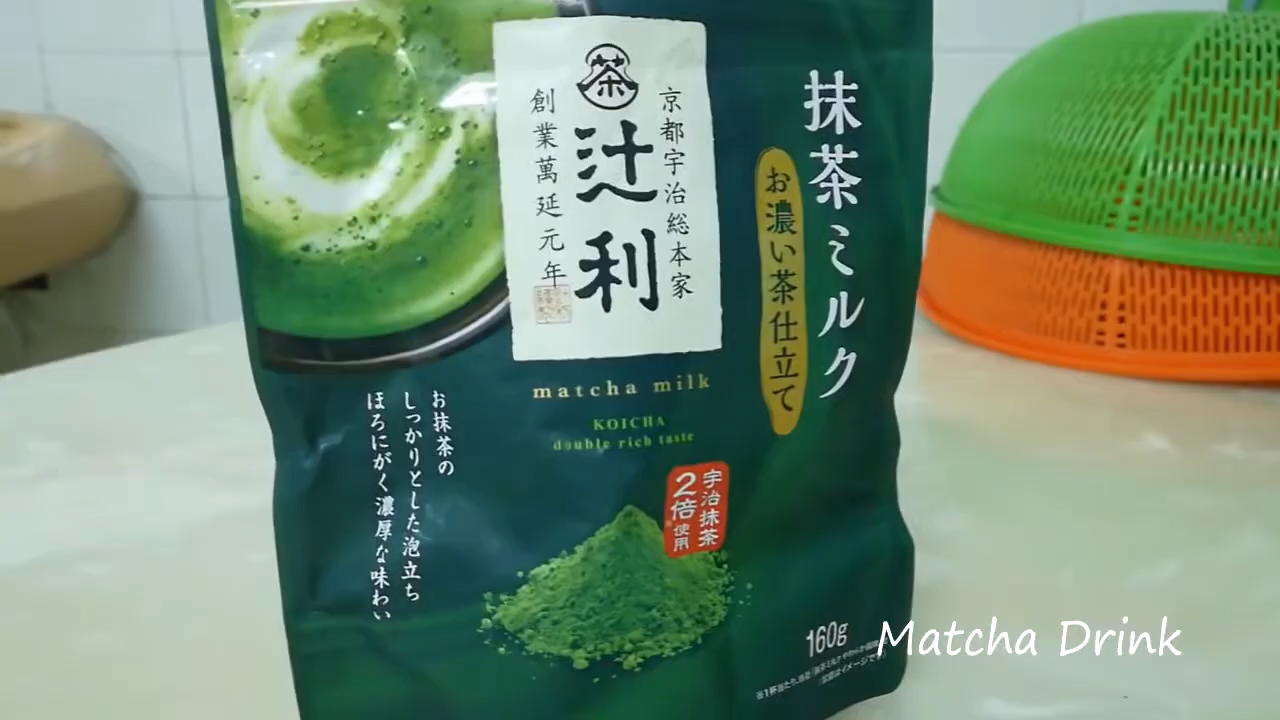 抹茶ミルク
お濃い茶仕立て
茶
京都宇治総本家
辻利
創業萬延元年
matcha milk
KOICHA
double rich taste
お抹茶の
しっかりとした泡立ち
ほろにがく濃厚な味わい
宇治抹茶
2倍使用
160g
Matcha Drink